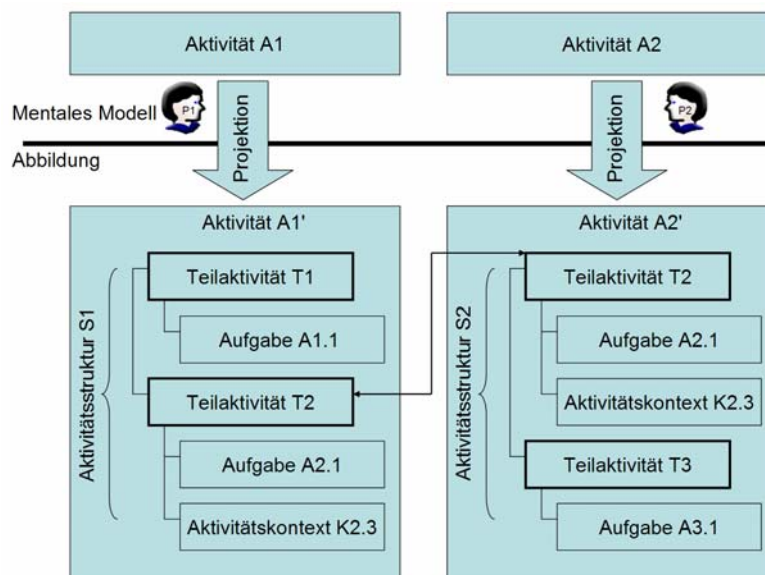 Aktivität A1
Aktivität A2
Mentales Modell
P1
Projektion
P2
Projektion
Abbildung
Aktivität A1'
Aktivitätsstruktur S1
Teilaktivität T1
Aufgabe A1.1
Teilaktivität T2
Aufgabe A2.1
Aktivitätskontext K2.3
Aktivität A2'
Aktivitätsstruktur S2
Teilaktivität T2
Aufgabe A2.1
Aktivitätskontext K2.3
Teilaktivität T3
Aufgabe A3.1